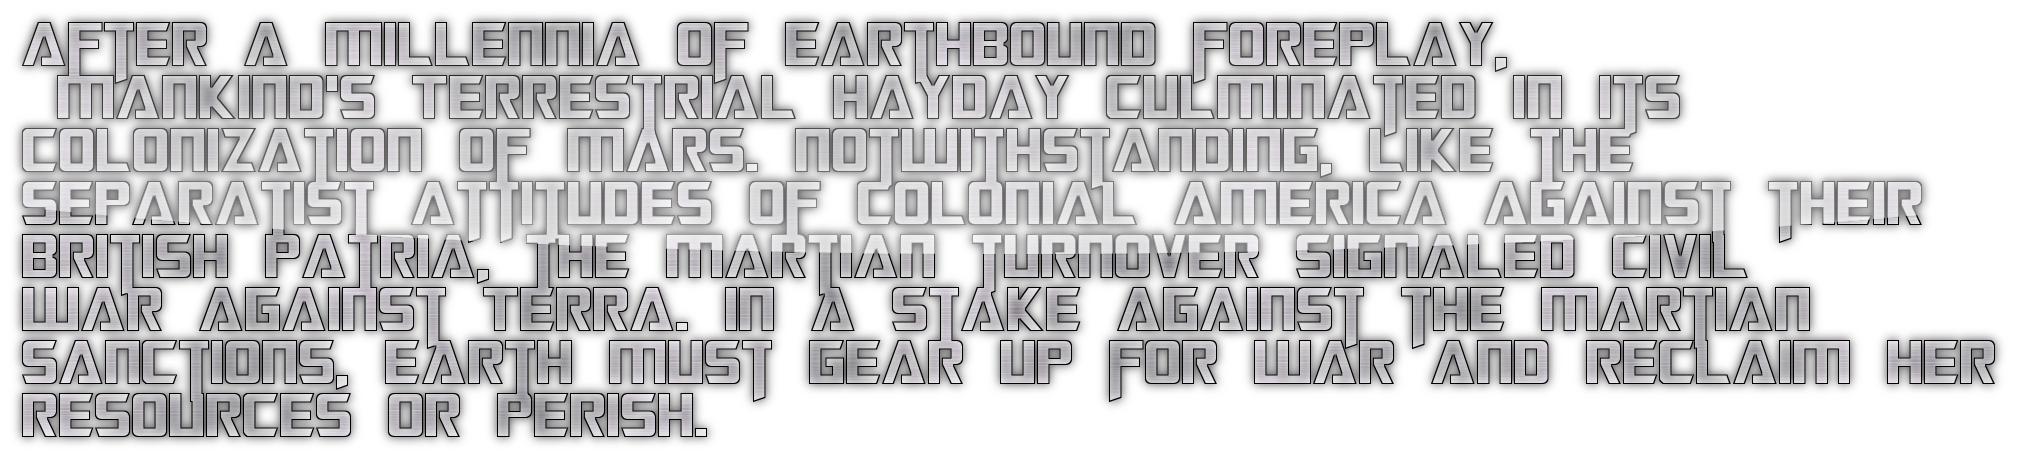 AFTER A MILLENNIA OF EARTHBOUND FOREPLAY,
MANKIND'S TERRESTRIAL HAYDAY CULMINATED IN ITS
COLONIZATION OF MARS. NOTWITHSTANDING, LIKE THE
SEPARATIST ATTITUDES OF COLONIAL AMERICA AGAINST THEIR
BRITISH PATRIA, THE MARTIAN TURNOVER SIGNALED CIVIL
WAR AGAINST TERRA. IN A STAKE AGAINST THE MARTIAN
SANCTIONS, EARTH MUST GEAR UP FOR WAR AND RECLAIM HER
RESOURCES OR PERISH.